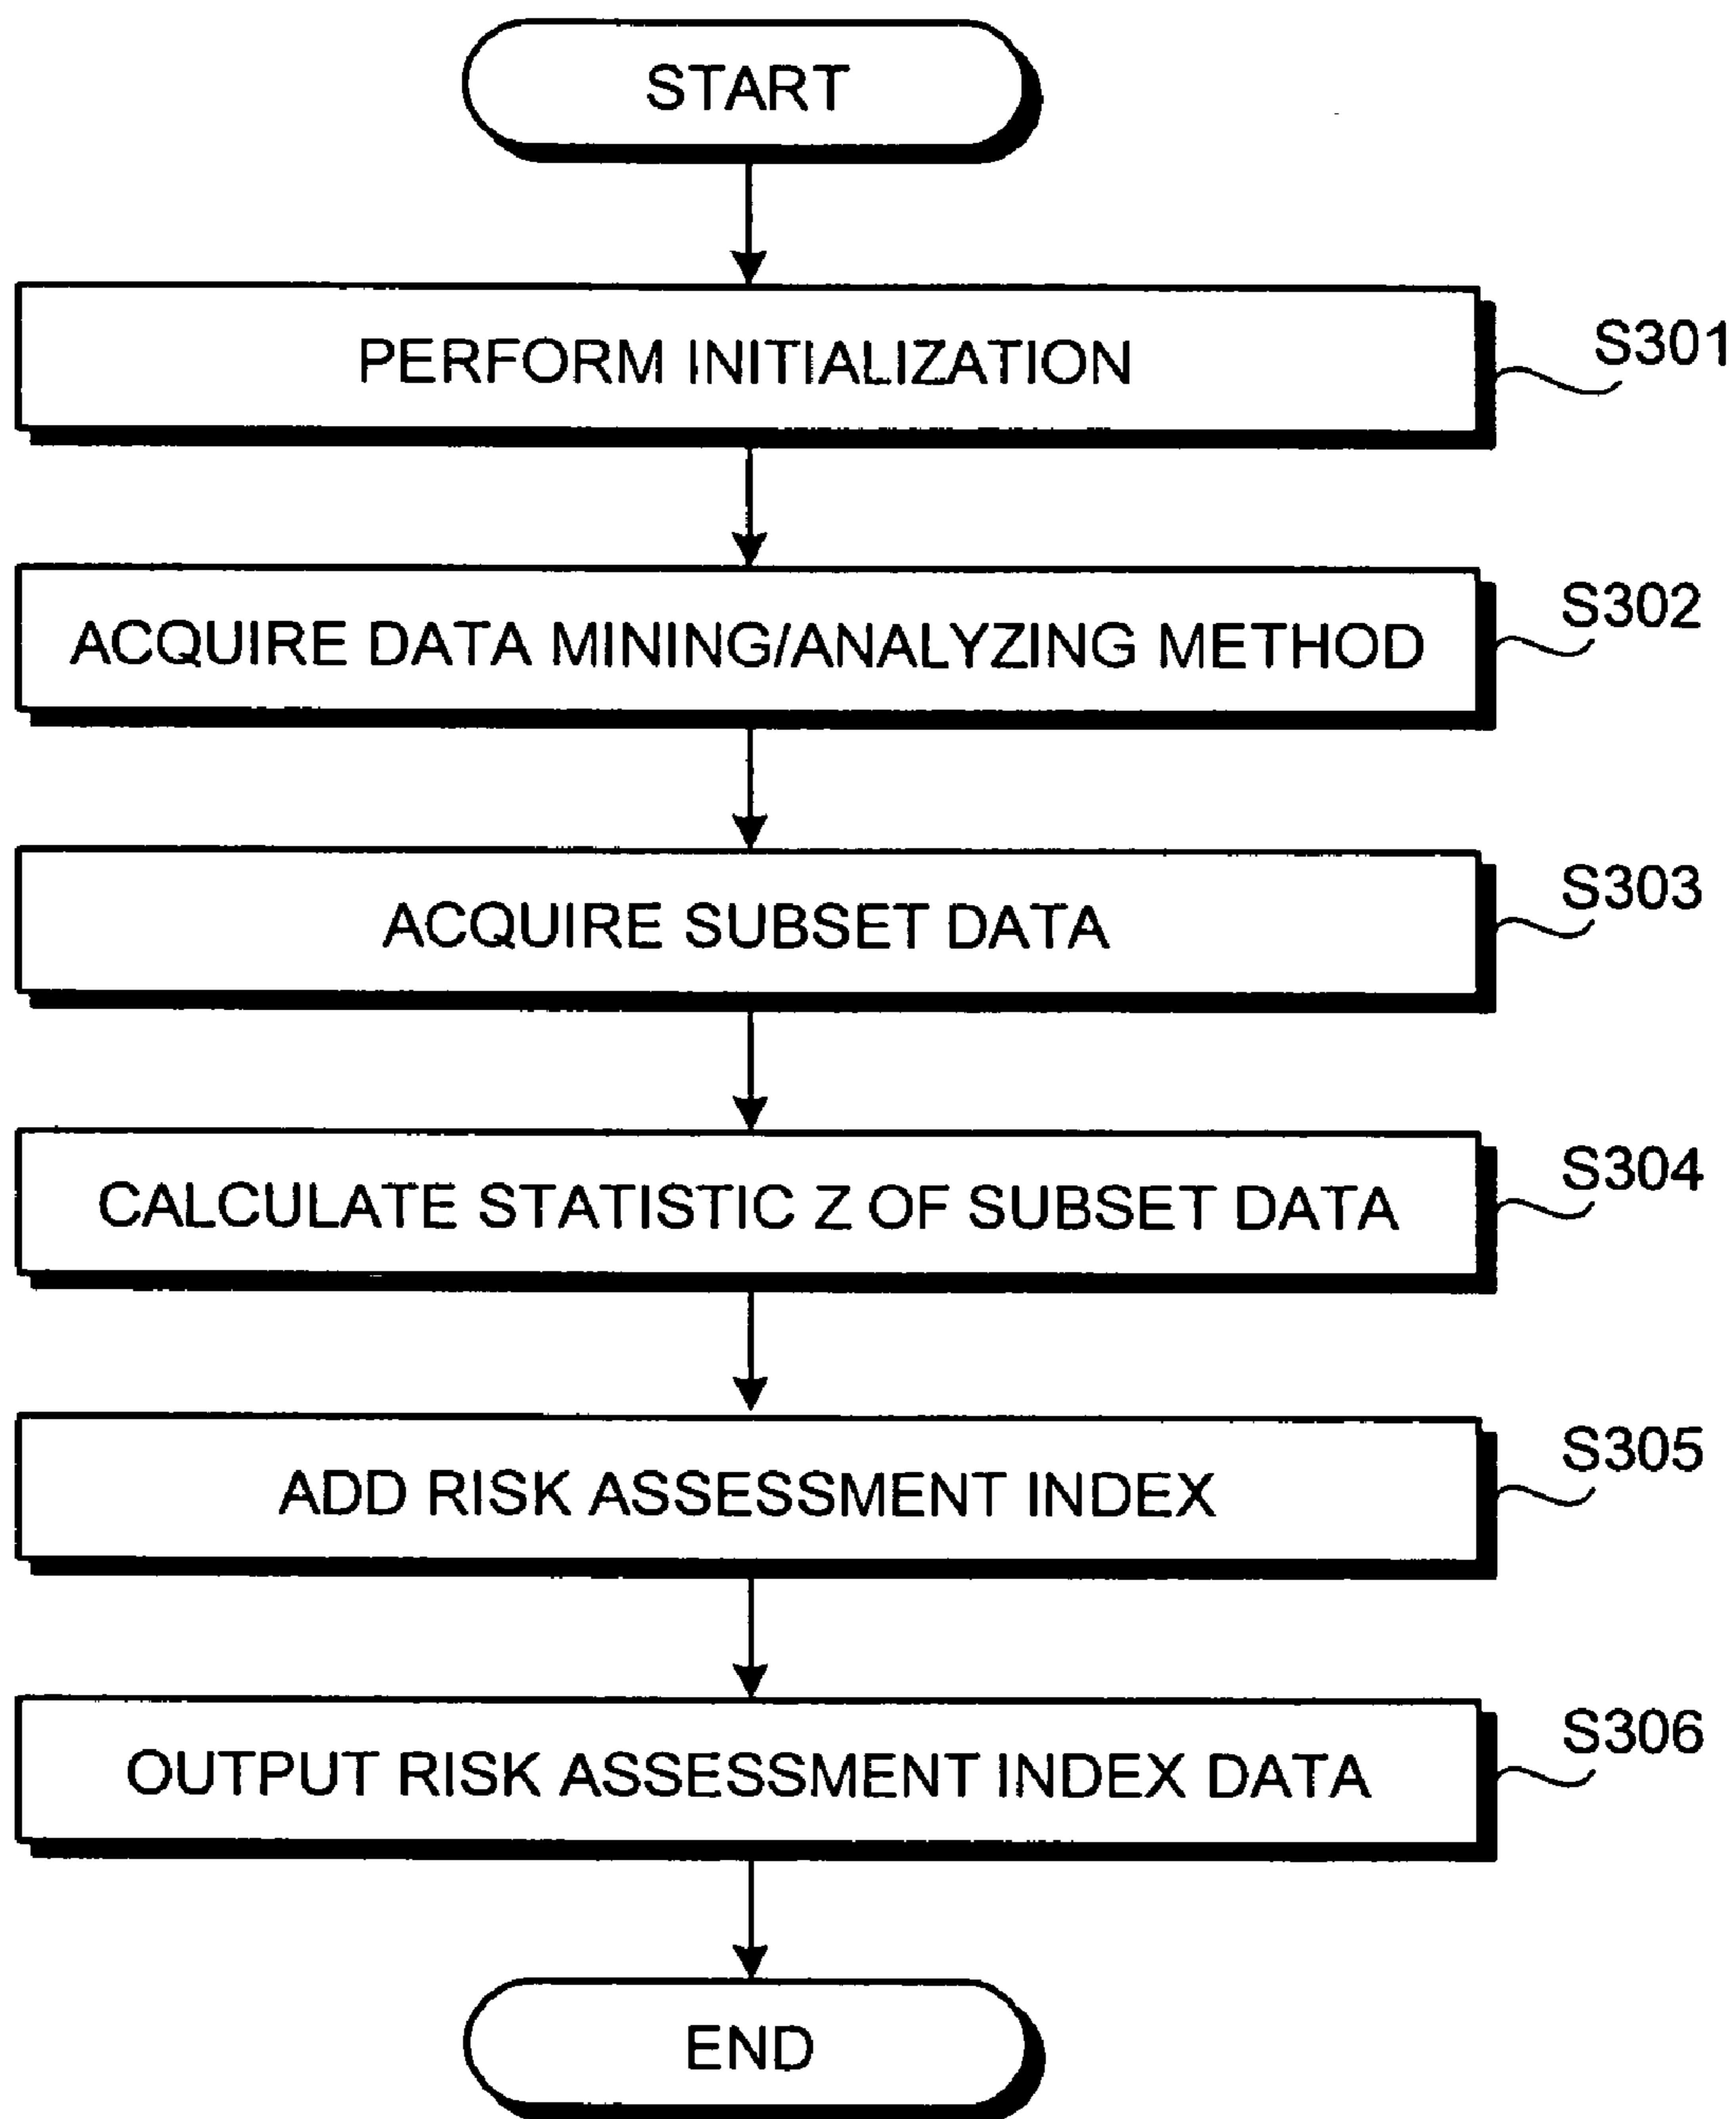 START
PERFORM INITIALIZATION
S301
ACQUIRE DATA MINING/ANALYZING METHOD
S302
ACQUIRE SUBSET DATA
S303
CALCULATE STATISTIC Z OF SUBSET DATA
S304
ADD RISK ASSESSMENT INDEX
S305
OUTPUT RISK ASSESSMENT INDEX DATA
S306
END